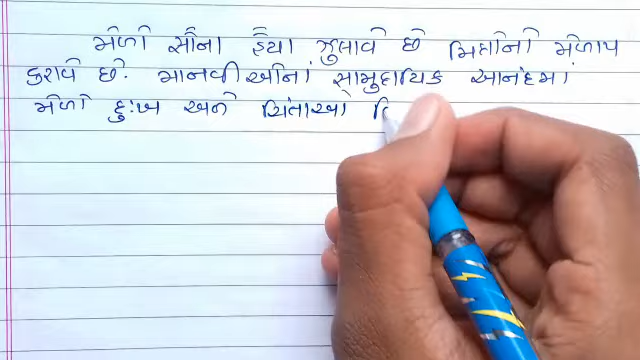 મેળો સૌના હૈયા ઝુલાવે છે મિત્રોનો મેળાપ
કરાવે છે. માનવીઓનાં સામુદાયિક આનંદમાં
મેળો દુઃખ અને ચિંતાઓ